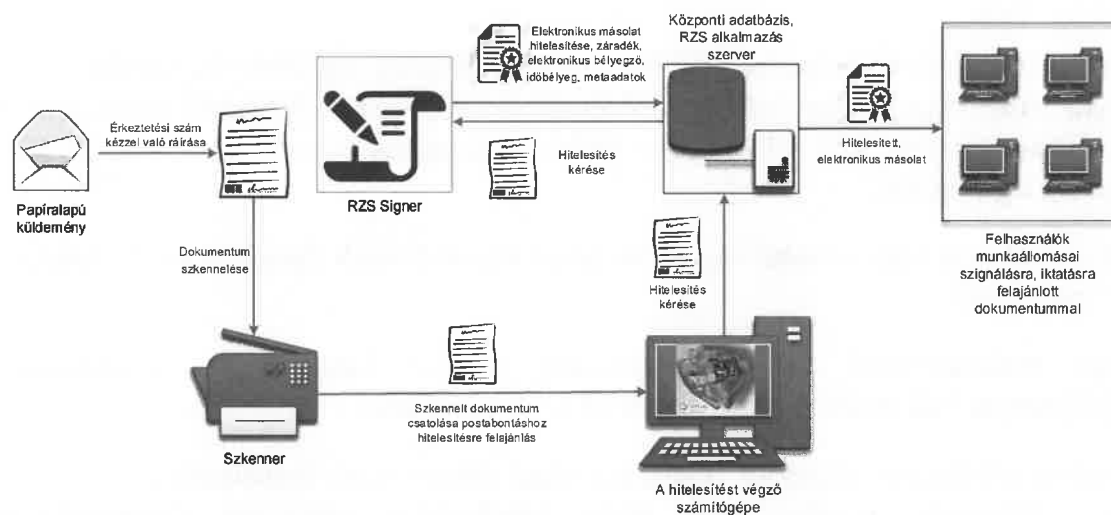 Elektronikus másolat
hitelesítése, záradék,
elektronikus bélyegző,
időbélyeg, metaadatok
Központi adatbázis,
RZS alkalmazás
szerver
Érkeztetési szám
kézzel való ráírása
Hitelesítés
kérése
Hitelesített,
elektronikus másolat
Papíralapú
küldemény
RZS Signer
Dokumentum
szkennelése
Hitelesítés
kérése
Felhasználók
munkaállomásai
szignálásra, iktatásra
felajánlott
dokumentummal
Szkennelt dokumentum
csatolása postabontáshoz
hitelesítésre felajánlás
Szkenner
A hitelesítést végző
számítógépe